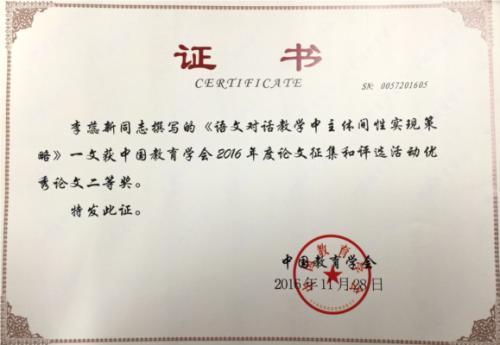 证书
CERTIFICATE
SN: 0057201605
李蕊新同志撰写的《语文对话教学中主休间性实现策
略》一文获中国教育学会2016年度论文征集和评选活动优
秀论文二等奖。
特发此证。
中国教育学会
2016年11月28日